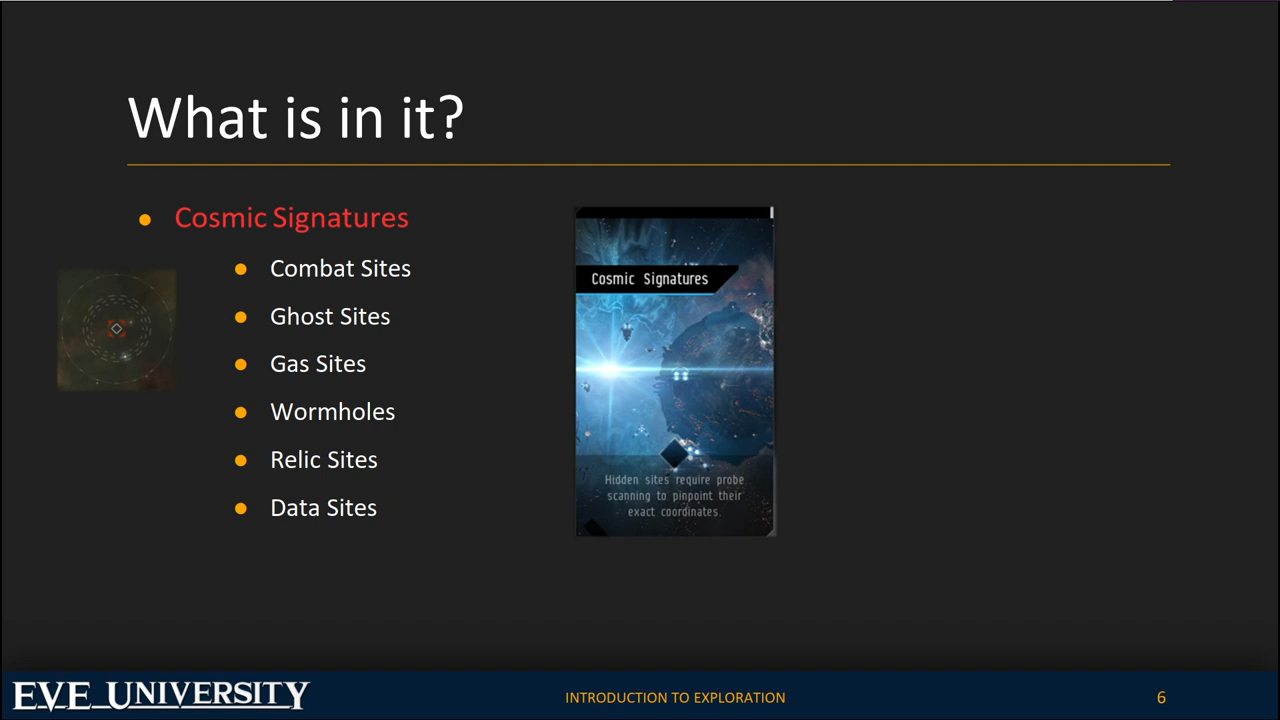 What is in it?
Cosmic Signatures
Combat Sites
Ghost Sites
Gas Sites
Wormholes
Relic Sites
Data Sites
Cosmic Signatures
Hidden sites require probe
scanning to pinpoint their
exact coordinates.
EVE UNIVERSITY
INTRODUCTION TO EXPLORATION
6